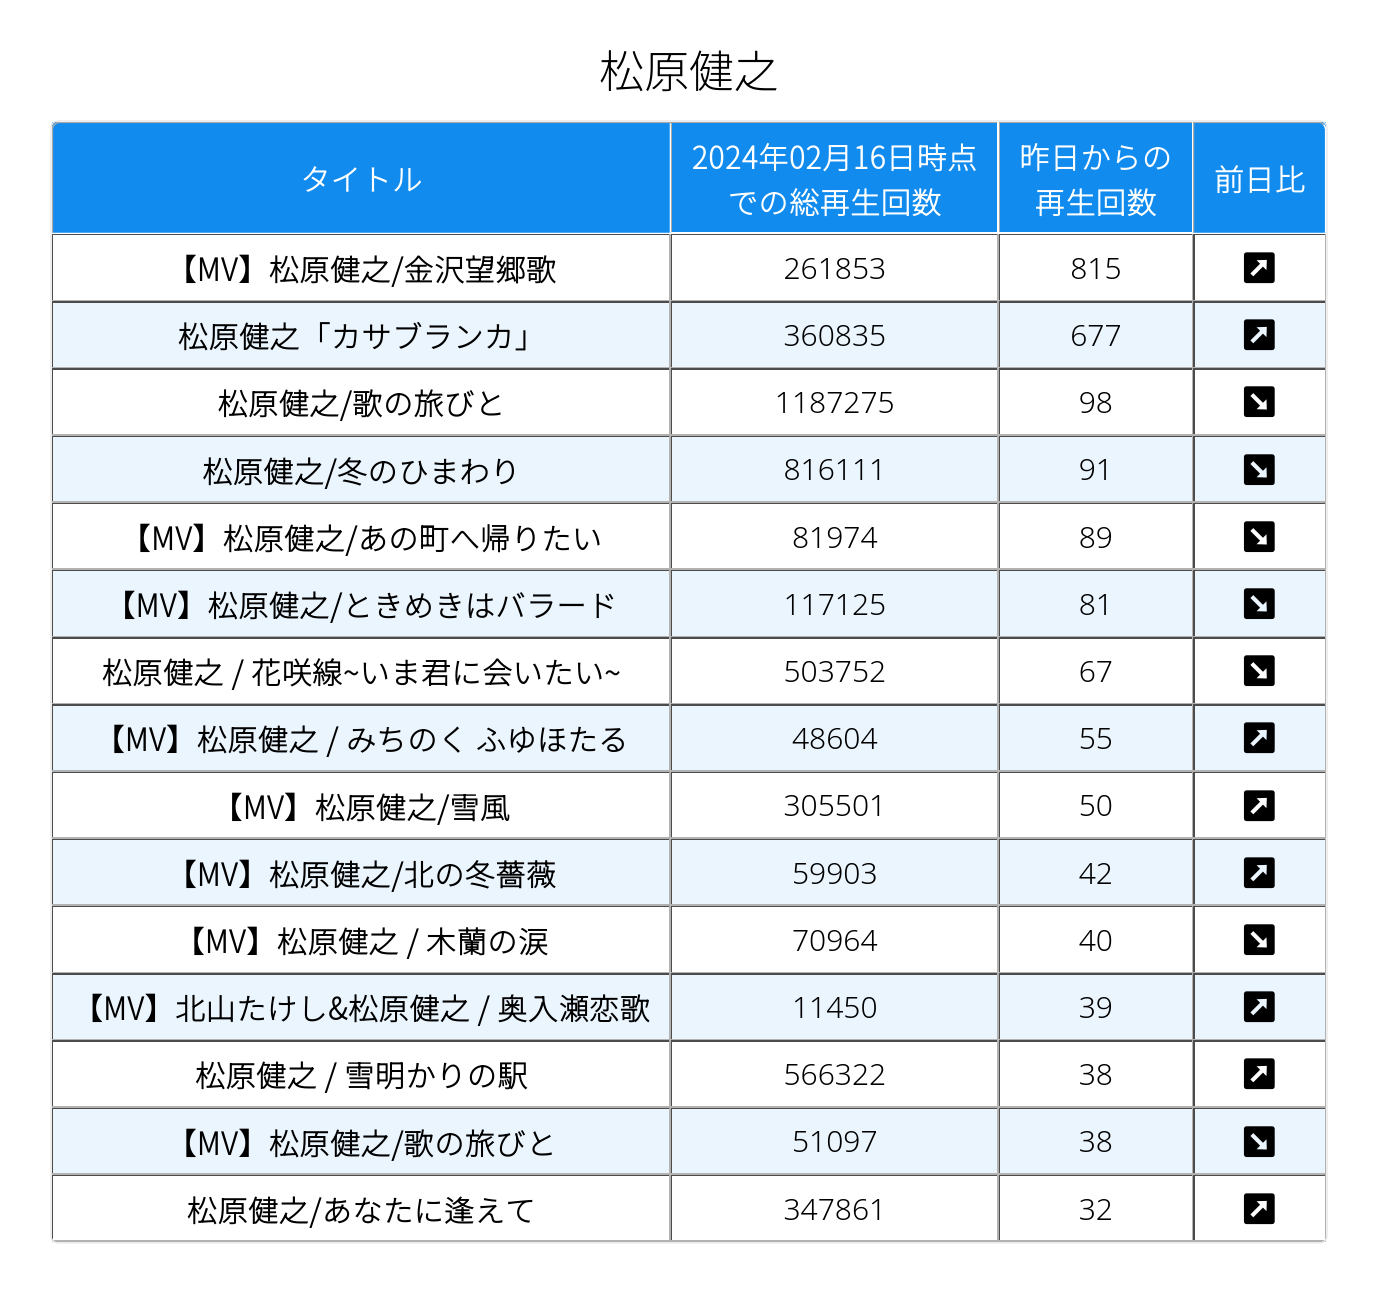 松原健之
タイトル
2024年02月16日時点
での総再生回数
昨日からの
再生回数
前日比
【MV】松原健之/金沢望郷歌 261853 815
松原健之「カサブランカ」 360835 677
松原健之/歌の旅びと 1187275 98
松原健之/冬のひまわり 816111 91
【MV】松原健之/あの町へ帰りたい 81974 89
【MV】松原健之/ときめきはバラード 117125 81
松原健之 / 花咲線~いま君に会いたい~ 503752 67
【MV】松原健之 / みちのく ふゆほたる 48604 55
【MV】松原健之/雪風 305501 50
【MV】松原健之/北の冬薔薇 59903 42
【MV】松原健之 / 木蘭の涙 70964 40
【MV】北山たけし&松原健之 / 奥入瀬恋歌 11450 39
松原健之 / 雪明かりの駅 566322 38
【MV】松原健之/歌の旅びと 51097 38
松原健之/あなたに逢えて 347861 32